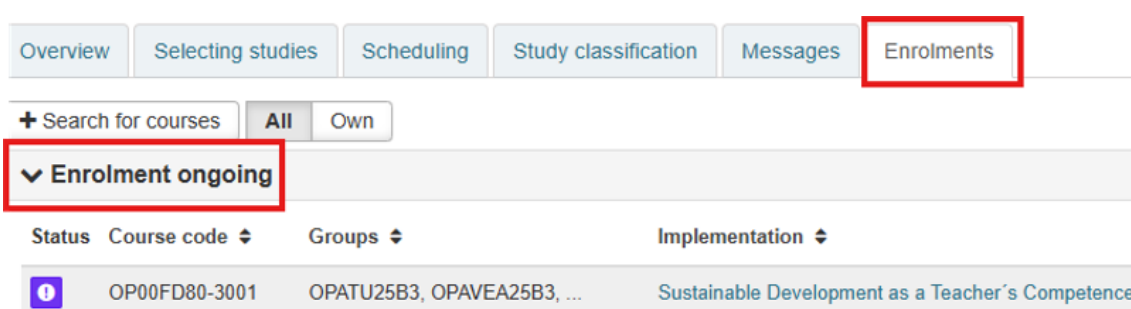 Overview Selecting studies Scheduling Study classification Messages Enrolments
+ Search for courses All Own
Enrolment ongoing
Status Course code Groups Implementation
OP00FD80-3001 OPATU25B3, OPAVEA25B3, ... Sustainable Development as a Teacher´s Competence